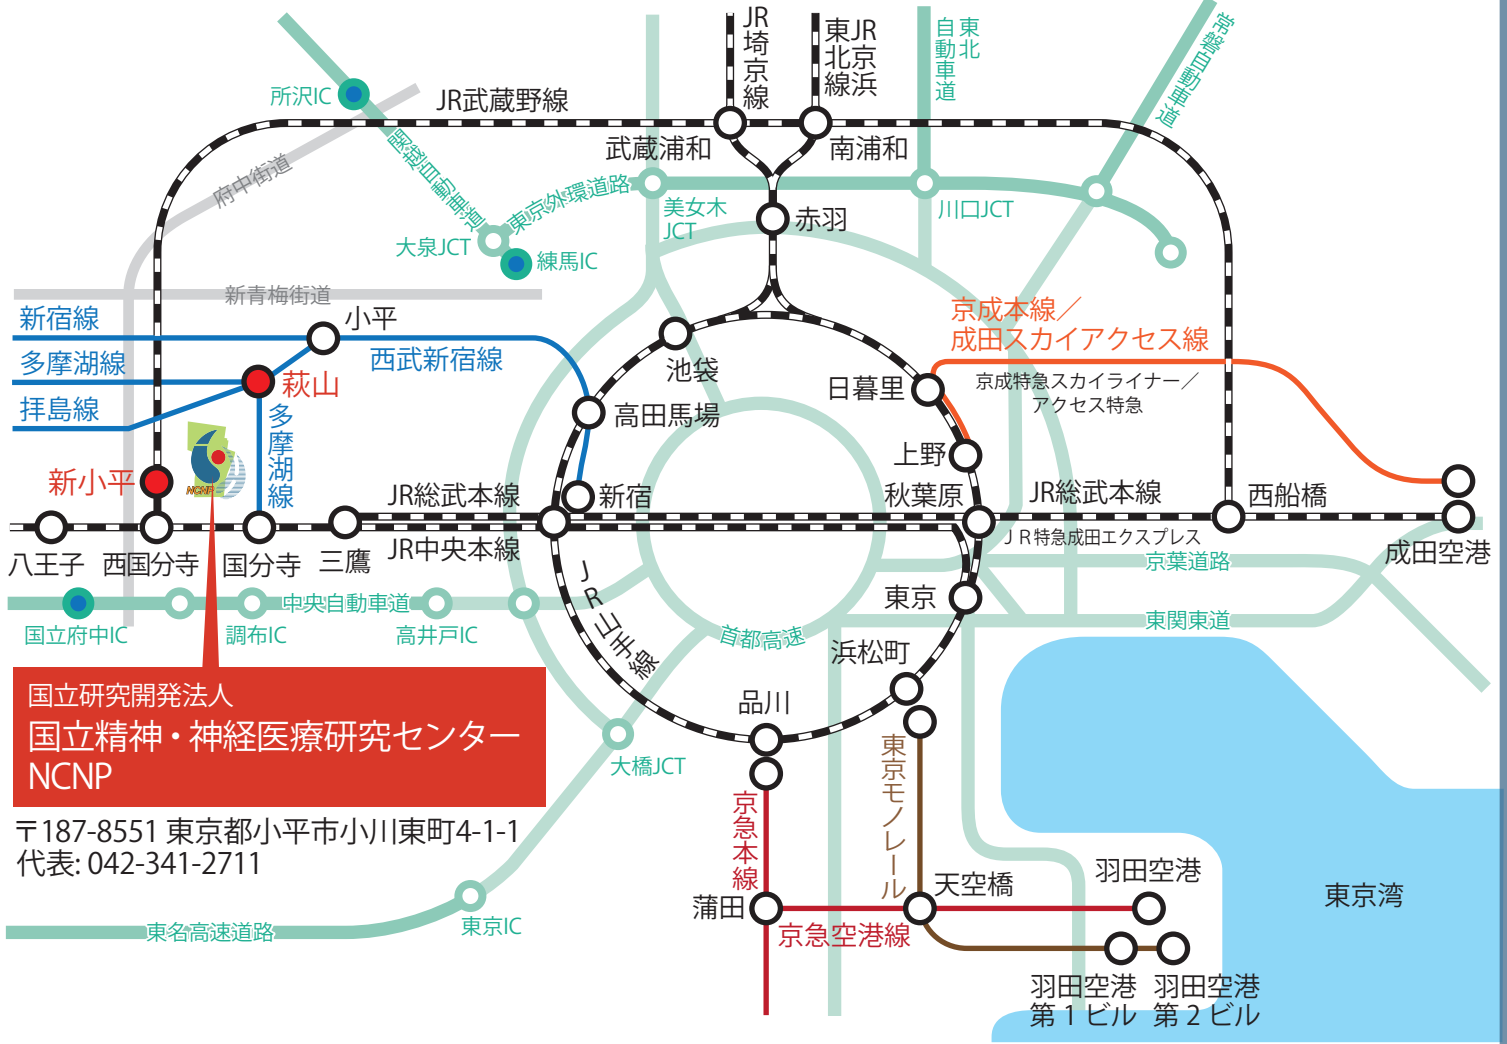 JR埼京線
JR京浜
東北線
東北
自動車道
常磐自動車道
所沢IC
JR武蔵野線
関越自動車道
武蔵浦和
南浦和
府中街道
東京外環道路
美女木
JCT
川口JCT
赤羽
大泉JCT
練馬IC
新青梅街道
新宿線
小平
京成本線／
成田スカイアクセス線
多摩湖線
西武新宿線
池袋
日暮里
京成特急スカイライナー／
アクセス特急
萩山
拝島線
多摩湖線
高田馬場
上野
新小平
NCNP
JR総武本線
新宿
秋葉原
JR総武本線
西船橋
八王子
西国分寺
国分寺
三鷹
JR中央本線
ＪＲ特急成田エクスプレス
成田空港
京葉道路
JR山手線
東京
中央自動車道
国立府中IC
調布IC
高井戸IC
首都高速
東関東道
浜松町
国立研究開発法人
国立精神・神経医療研究センター
NCNP
品川
大橋JCT
東京モノレール
京急本線
〒187-8551 東京都小平市小川東町4-1-1
代表: 042-341-2711
天空橋
羽田空港
東京湾
蒲田
京急空港線
東名高速道路
東京IC
羽田空港
第１ビル
羽田空港
第２ビル